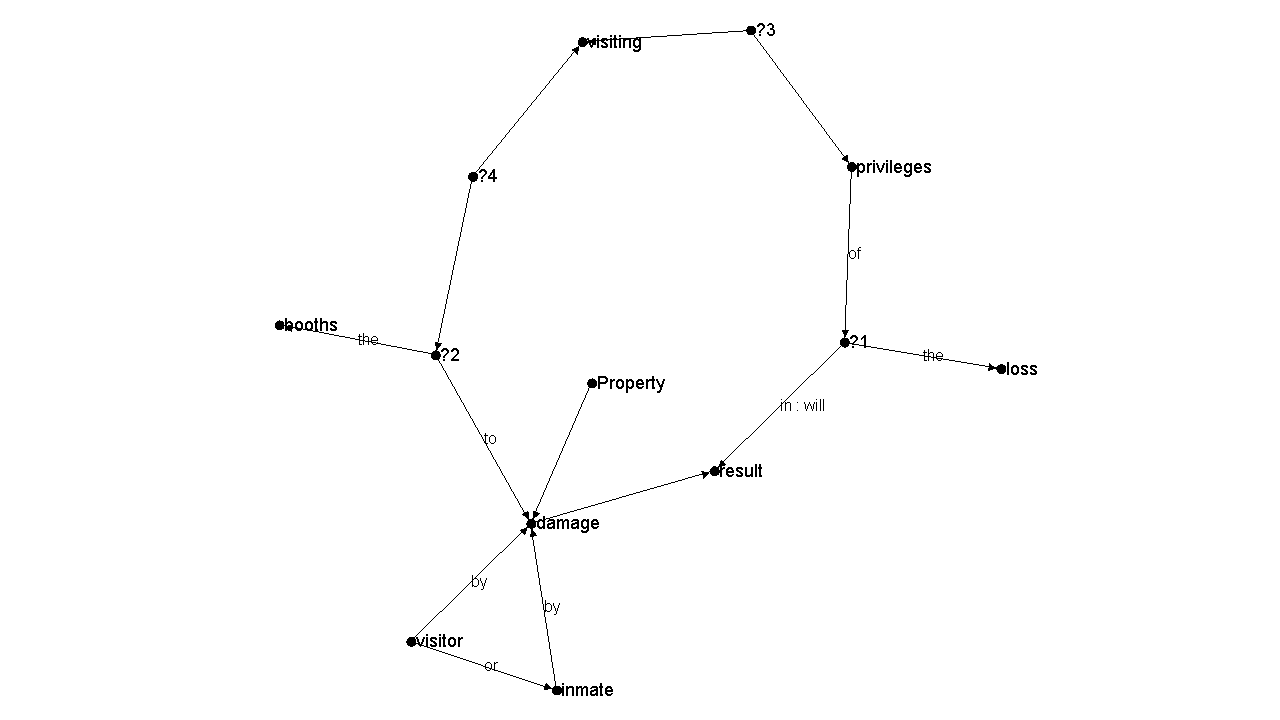 ?3
visiting
privileges
?4
of
booths
the
?2
?1
the
loss
Property
in : will
to
result
damage
by
by
visitor
or
inmate